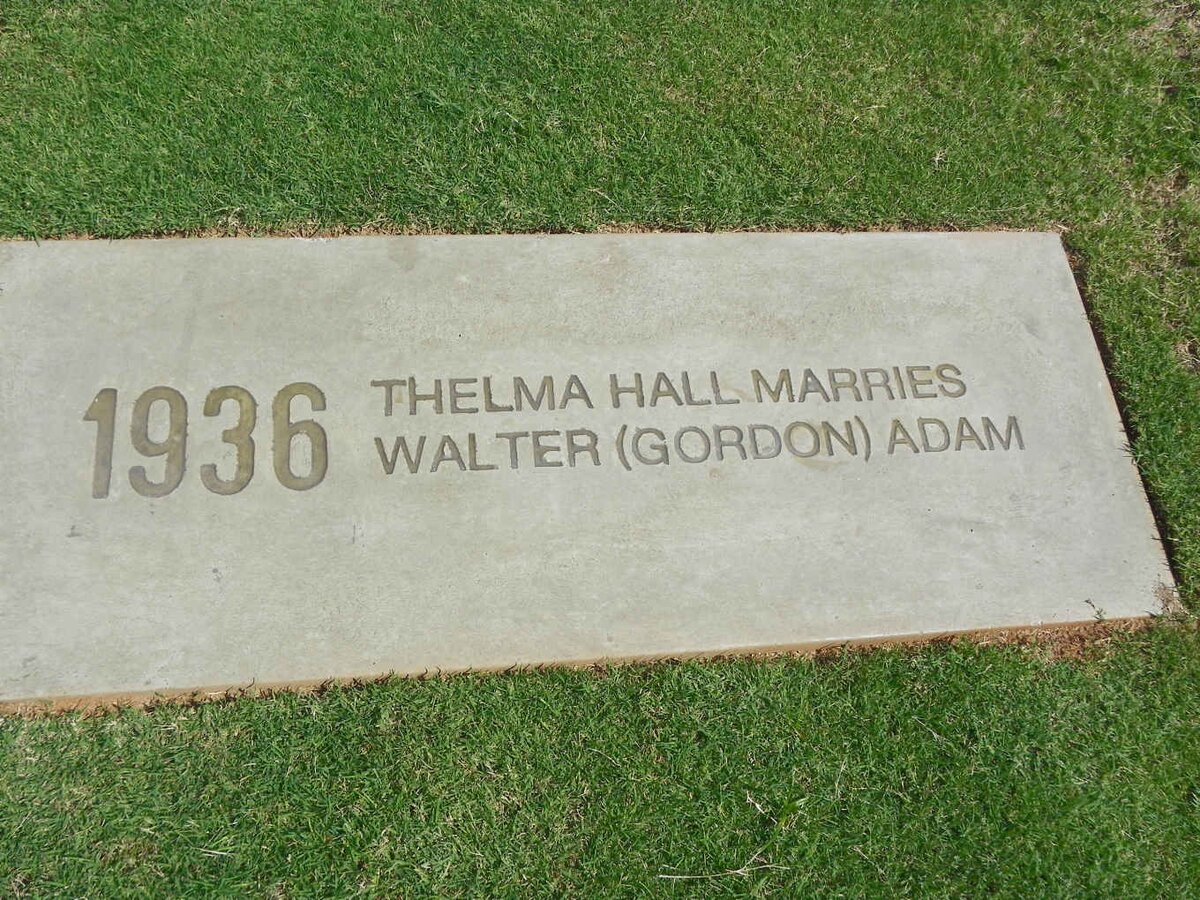 1936 THELMA HALL MARRIES
WALTER (GORDON) ADAM